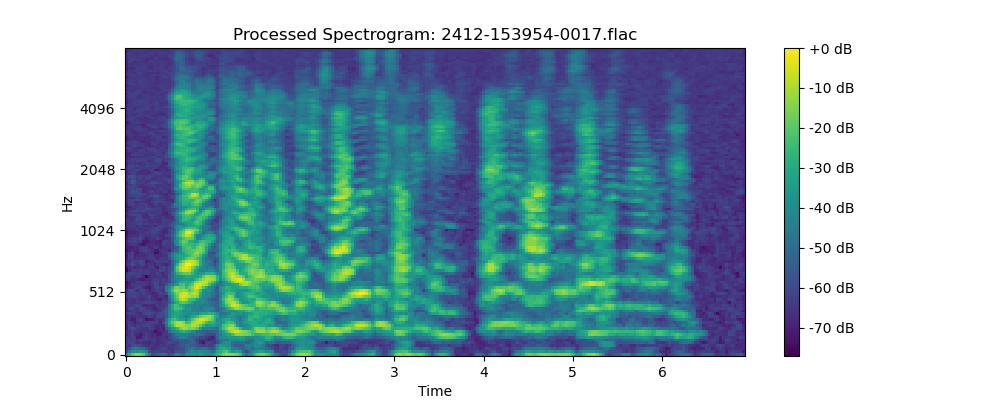 Processed Spectrogram: 2412-153954-0017.flac
+0 dB
4096
-10 dB
-20 dB
2048
-30 dB
Hz
1024
-40 dB
-50 dB
512
-60 dB
-70 dB
0
0 1 2 3 4 5 6
Time